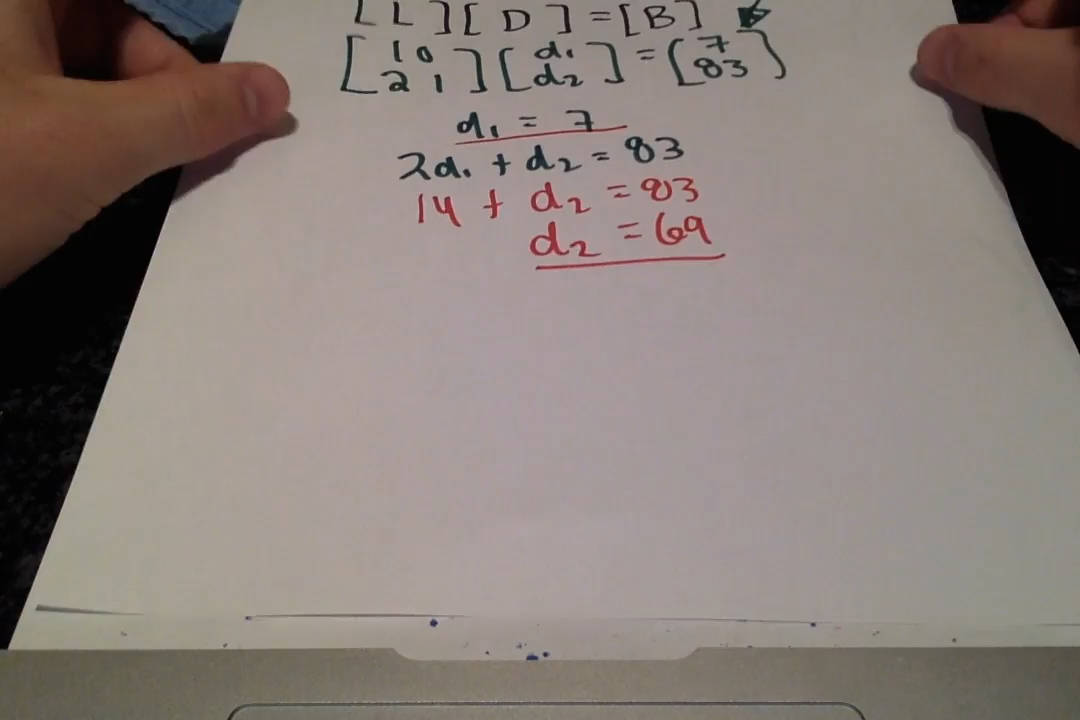 [ L ] [ D ] = [ B ]
[ 1 0 ] [ d₁ ] = [ 7 ]
[ 2 1 ] [ d₂ ] = [ 83 ]
d₁ = 7
2d₁ + d₂ = 83
14 + d₂ = 83
d₂ = 69